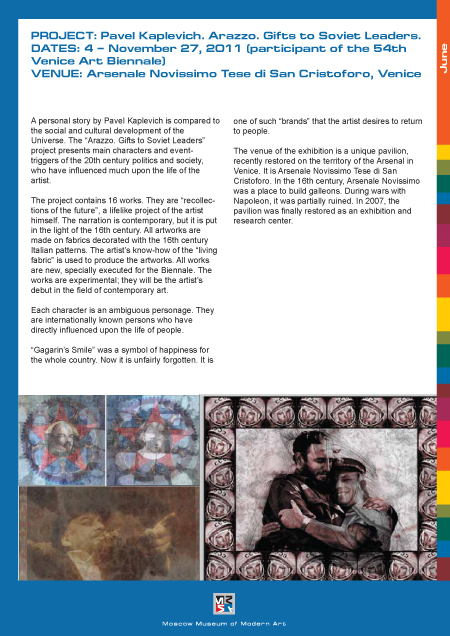 PROJECT: Pavel Kaplevich. Arazzo. Gifts to Soviet Leaders.
DATES: 4 – November 27, 2011 (participant of the 54th
Venice Art Biennale)
VENUE: Arsenale Novissimo Tese di San Cristoforo, Venice
June
A personal story by Pavel Kaplevich is compared to
the social and cultural development of the
Universe. The “Arazzo. Gifts to Soviet Leaders”
project presents main characters and event-
triggers of the 20th century politics and society,
who have influenced much upon the life of the
artist.
The project contains 16 works. They are “recollec-
tions of the future”, a lifelike project of the artist
himself. The narration is contemporary, but it is put
in the light of the 16th century. All artworks are
made on fabrics decorated with the 16th century
Italian patterns. The artist’s know-how of the “living
fabric” is used to produce the artworks. All works
are new, specially executed for the Biennale. The
works are experimental; they will be the artist’s
debut in the field of contemporary art.
Each character is an ambiguous personage. They
are internationally known persons who have
directly influenced upon the life of people.
“Gagarin’s Smile” was a symbol of happiness for
the whole country. Now it is unfairly forgotten. It is
one of such “brands” that the artist desires to return
to people.
The venue of the exhibition is a unique pavilion,
recently restored on the territory of the Arsenal in
Venice. It is Arsenale Novissimo Tese di San
Cristoforo. In the 16th century, Arsenale Novissimo
was a place to build galleons. During wars with
Napoleon, it was partially ruined. In 2007, the
pavilion was finally restored as an exhibition and
research center.
Moscow Museum of Modern Art